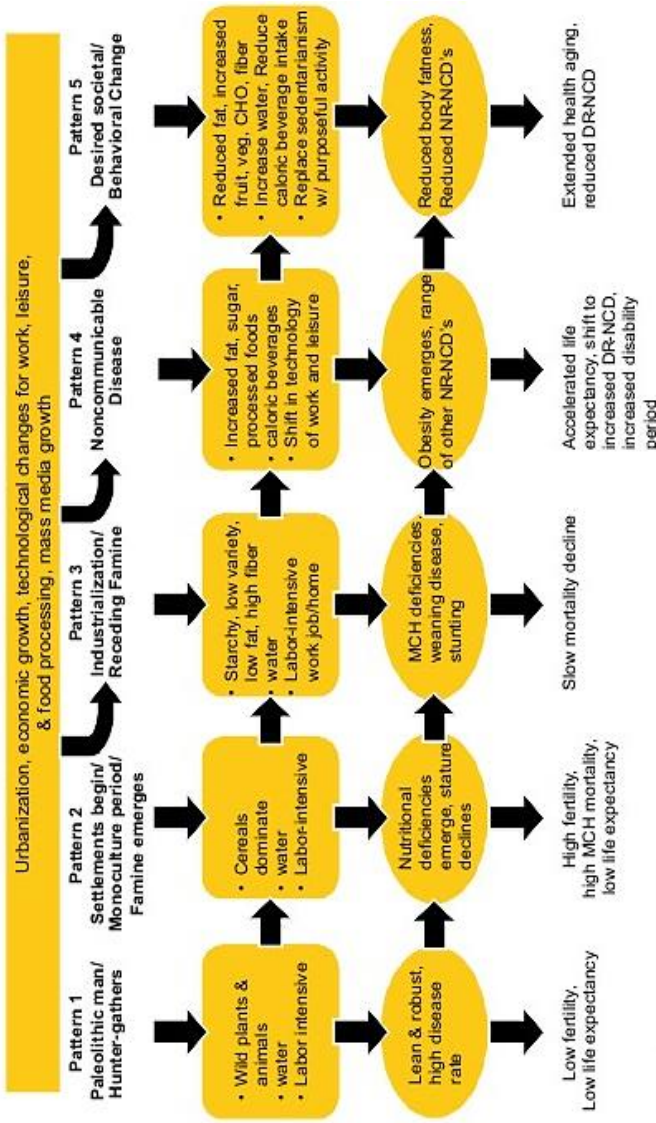 Urbanization, economic growth, technological changes for work, leisure,
& food processing, mass media growth
Pattern 1
Paleolithic man/
Hunter-gathers
Pattern 2
Settlements begin/
Monoculture period/
Famine emerges
Pattern 3
Industrialization/
Receding Famine
Pattern 4
Noncommunicable
Disease
Pattern 5
Desired societal/
Behavioral Change
• Wild plants &
animals
• water
• Labor intensive
• Cereals
dominate
• water
• Labor-intensive
• Starchy, low variety,
low fat, high fiber
• water
• Labor-intensive
work job/home
• Increased fat, sugar,
processed foods
• caloric beverages
• Shift in technology
of work and leisure
• Reduced fat, increased
fruit, veg, CHO, fiber
• Increase water, Reduce
caloric beverage intake
• Replace sedentarianism
w/ purposeful activity
Lean & robust,
high disease
rate
Nutritional
deficiencies
emerge, stature
declines
MCH deficiencies,
weaning disease,
stunting
Obesity emerges, range
of other NR-NCD's
Reduced body fatness,
Reduced NR-NCD's
Low fertility,
Low life expectancy
High fertility,
high MCH mortality,
low life expectancy
Slow mortality decline
Accelerated life
expectancy, shift to
increased DR-NCD,
increased disability
period
Extended health aging,
reduced DR-NCD